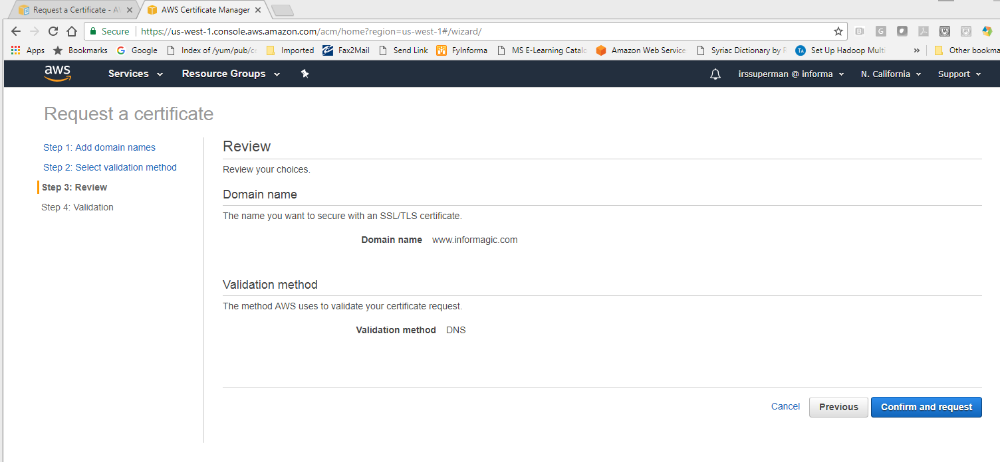 Request a Certificate - AW
AWS Certificate Manager
Secure
https://us-west-1.console.aws.amazon.com/acm/home?region=us-west-1#/wizard/
Apps Bookmarks Google Index of /yum/pub/ce Imported Fax2Mail Send Link FyInforma MS E-Learning Catalo Amazon Web Service Syriac Dictionary by TA Set Up Hadoop Multi » Other bookma
aws Services Resource Groups irssuperman @ informa N. California Support
Request a certificate
Step 1: Add domain names
Step 2: Select validation method
Step 3: Review
Step 4: Validation
Review
Review your choices.
Domain name
The name you want to secure with an SSL/TLS certificate.
Domain name www.informagic.com
Validation method
The method AWS uses to validate your certificate request.
Validation method DNS
Cancel Previous Confirm and request